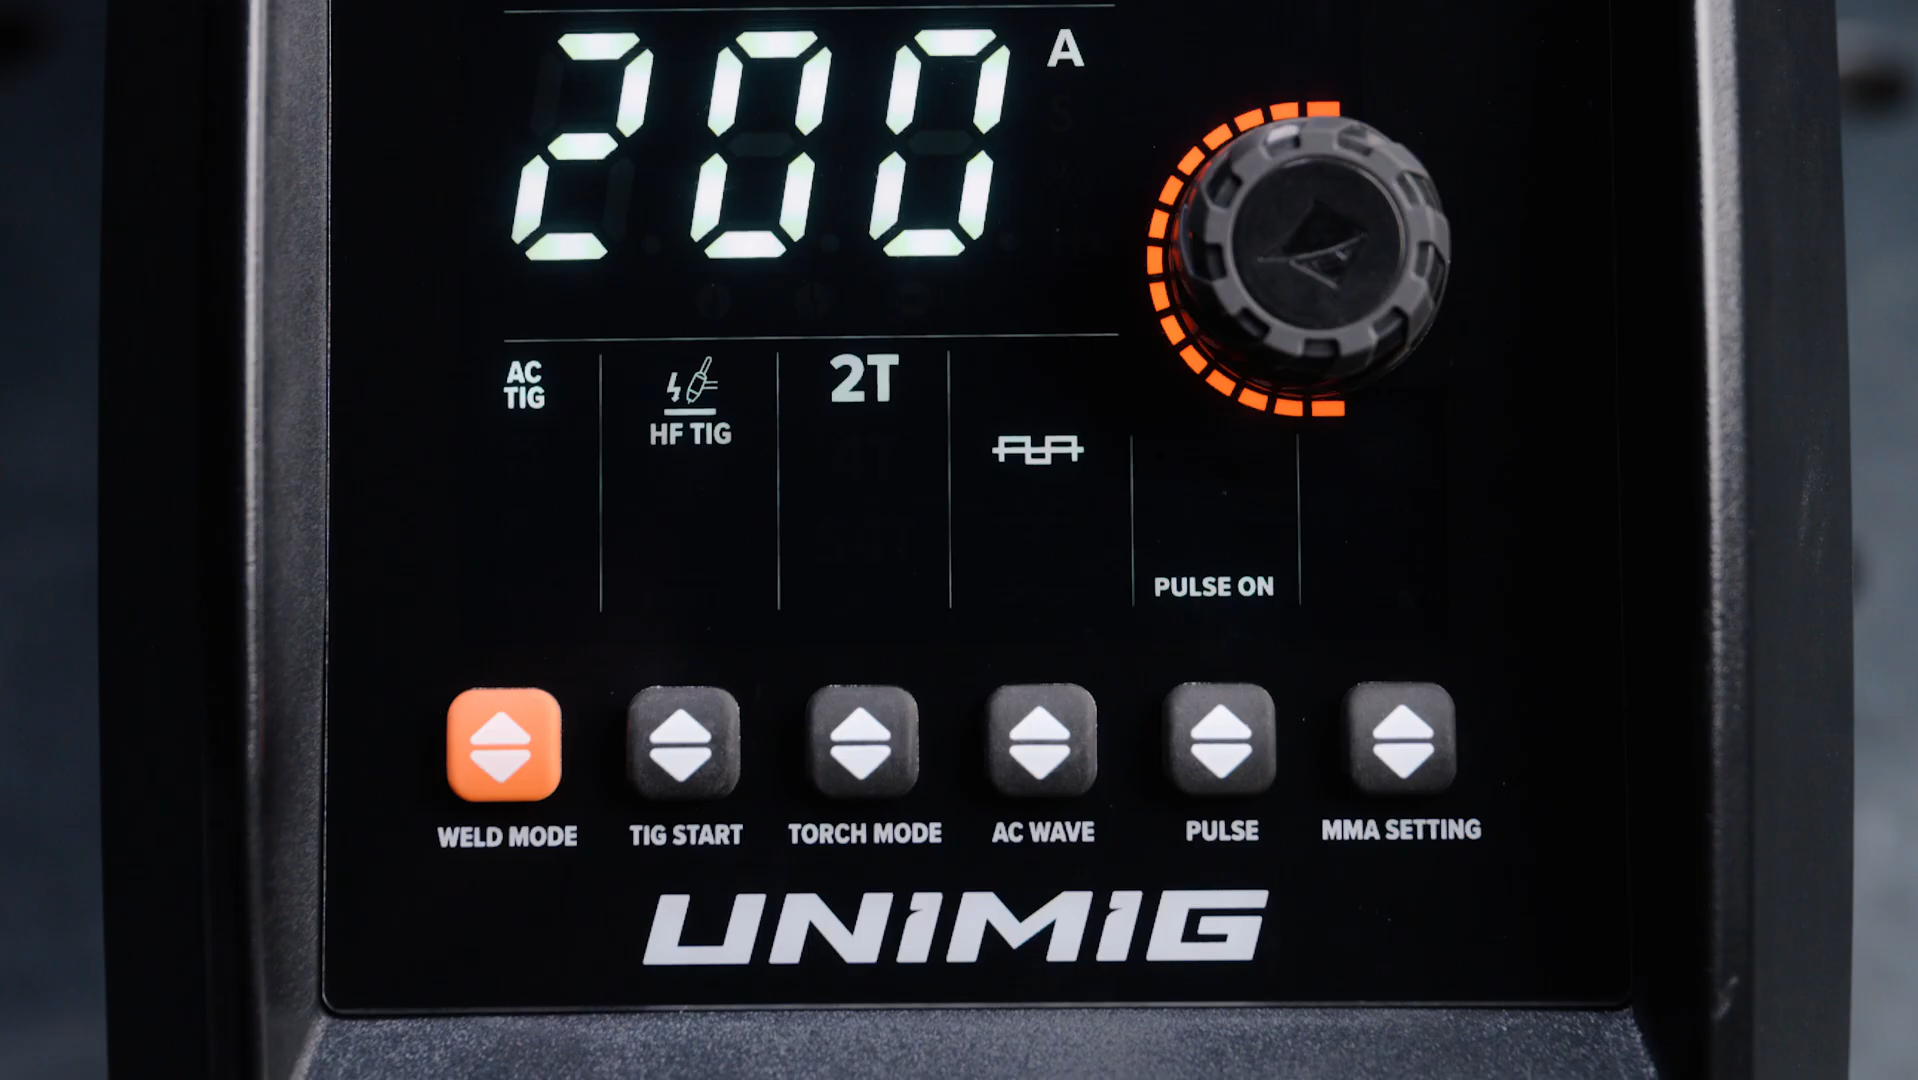 200 A
AC
TIG
HF TIG
2T
PULSE ON
WELD MODE
TIG START
TORCH MODE
AC WAVE
PULSE
MMA SETTING
UNIMIG